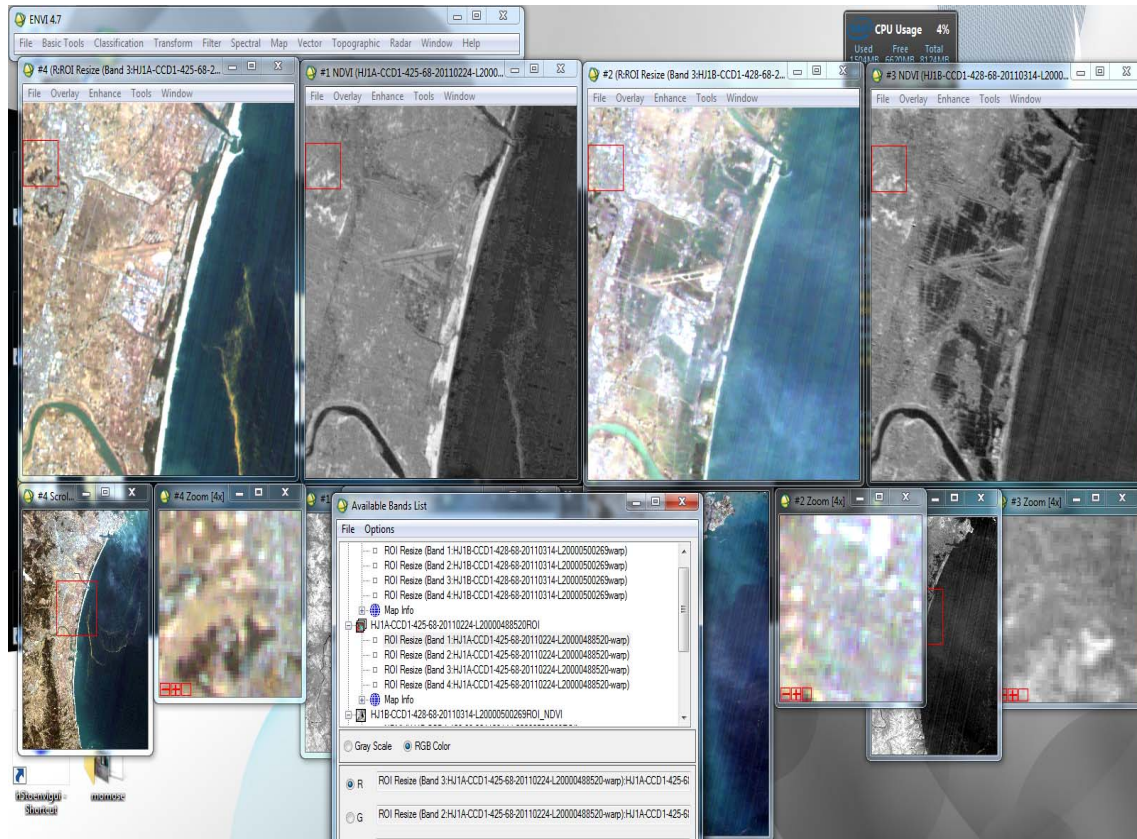 ENVI 4.7
File Basic Tools Classification Transform Filter Spectral Map Vector Topographic Radar Window Help
CPU Usage 4%
Used Free Total
1504MB 6620MB 8124MB
#4 (R:ROI Resize (Band 3:HJ1A-CCD1-425-68-2...
File Overlay Enhance Tools Window
#1 NDVI (HJ1A-CCD1-425-68-20110224-L2000...
File Overlay Enhance Tools Window
#2 (R:ROI Resize (Band 3:HJ1B-CCD1-428-68-2...
File Overlay Enhance Tools Window
#3 NDVI (HJ1B-CCD1-428-68-20110314-L2000...
File Overlay Enhance Tools Window
#4 Scrol...
#4 Zoom [4x]
#1
Available Bands List
File Options
ROI Resize (Band 1:HJ1B-CCD1-428-68-20110314-L20000500269warp)
ROI Resize (Band 2:HJ1B-CCD1-428-68-20110314-L20000500269warp)
ROI Resize (Band 3:HJ1B-CCD1-428-68-20110314-L20000500269warp)
ROI Resize (Band 4:HJ1B-CCD1-428-68-20110314-L20000500269warp)
Map Info
HJ1A-CCD1-425-68-20110224-L20000488520ROI
ROI Resize (Band 1:HJ1A-CCD1-425-68-20110224-L20000488520-warp)
ROI Resize (Band 2:HJ1A-CCD1-425-68-20110224-L20000488520-warp)
ROI Resize (Band 3:HJ1A-CCD1-425-68-20110224-L20000488520-warp)
ROI Resize (Band 4:HJ1A-CCD1-425-68-20110224-L20000488520-warp)
Map Info
HJ1B-CCD1-428-68-20110314-L20000500269ROI_NDVI
Gray Scale RGB Color
R ROI Resize (Band 3:HJ1A-CCD1-425-68-20110224-L20000488520-warp):HJ1A-CCD1-425-6
G ROI Resize (Band 2:HJ1A-CCD1-425-68-20110224-L20000488520-warp):HJ1A-CCD1-425-6
#2 Zoom [4x]
#3 Zoom [4x]
Shortcut
momose